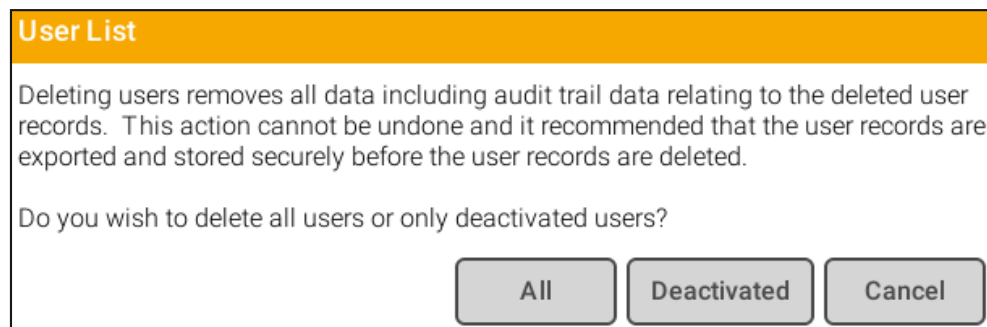 User List
Deleting users removes all data including audit trail data relating to the deleted user
records.  This action cannot be undone and it recommended that the user records are
exported and stored securely before the user records are deleted.
Do you wish to delete all users or only deactivated users?
All Deactivated Cancel